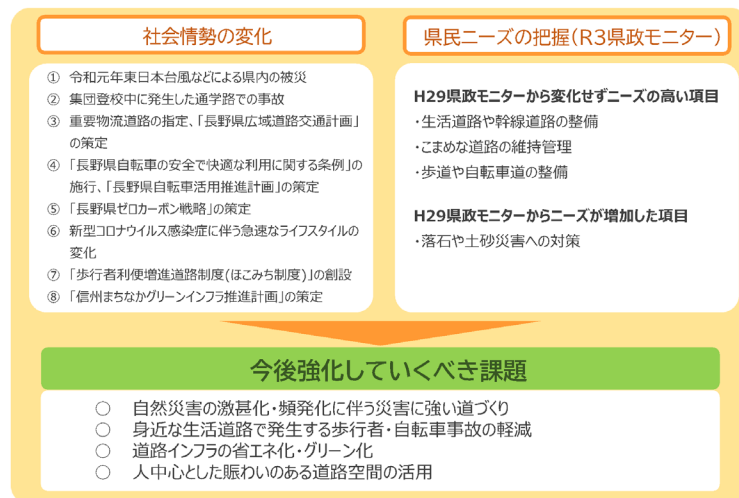 社会情勢の変化
① 令和元年東日本台風などによる県内の被災
② 集団登校中に発生した通学路での事故
③ 重要物流道路の指定、「長野県広域道路交通計画」
の策定
④ 「長野県自転車の安全で快適な利用に関する条例」の
施行、「長野県自転車活用推進計画」の策定
⑤ 「長野県ゼロカーボン戦略」の策定
⑥ 新型コロナウイルス感染症に伴う急速なライフスタイルの
変化
⑦ 「歩行者利便増進道路制度(ほこみち制度)」の創設
⑧ 「信州まちなかグリーンインフラ推進計画」の策定
県民ニーズの把握(R3県政モニター)
H29県政モニターから変化せずニーズの高い項目
・生活道路や幹線道路の整備
・こまめな道路の維持管理
・歩道や自転車道の整備
H29県政モニターからニーズが増加した項目
・落石や土砂災害への対策
今後強化していくべき課題
○ 自然災害の激甚化・頻発化に伴う災害に強い道づくり
○ 身近な生活道路で発生する歩行者・自転車事故の軽減
○ 道路インフラの省エネ化・グリーン化
○ 人中心とした賑わいのある道路空間の活用